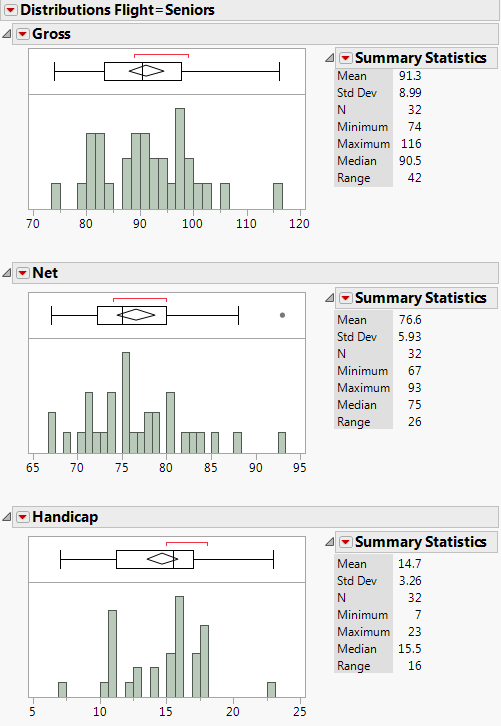 Distributions Flight=Seniors
Gross
Summary Statistics
Mean 91.3
Std Dev 8.99
N 32
Minimum 74
Maximum 116
Median 90.5
Range 42
70 80 90 100 110 120
Net
Summary Statistics
Mean 76.6
Std Dev 5.93
N 32
Minimum 67
Maximum 93
Median 75
Range 26
65 70 75 80 85 90 95
Handicap
Summary Statistics
Mean 14.7
Std Dev 3.26
N 32
Minimum 7
Maximum 23
Median 15.5
Range 16
5 10 15 20 25